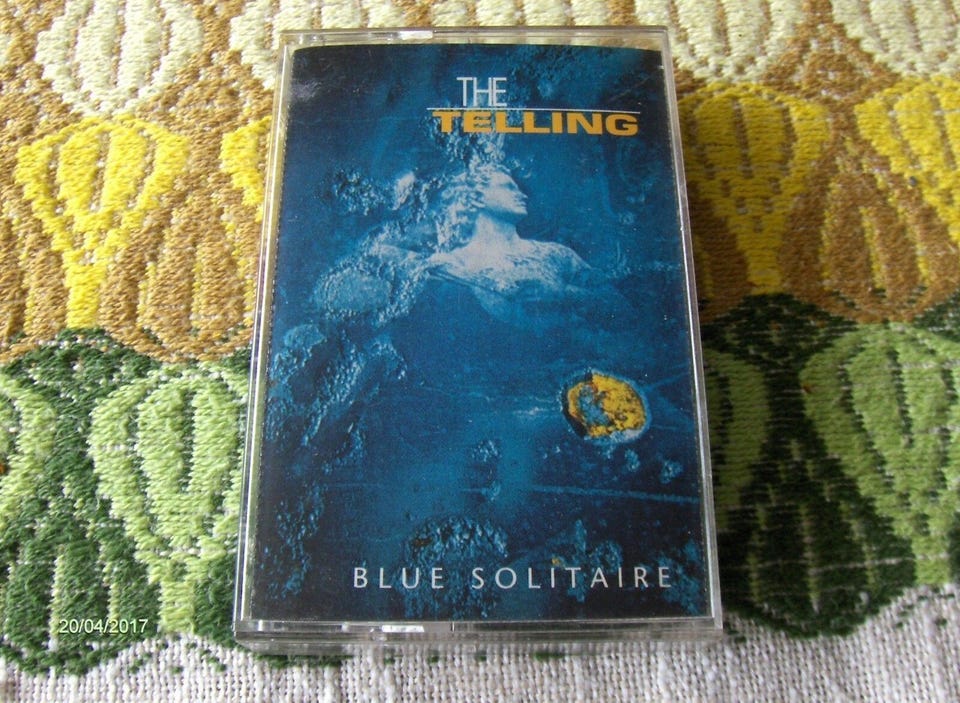 THE
TELLING
BLUE SOLITAIRE
20/04/2017